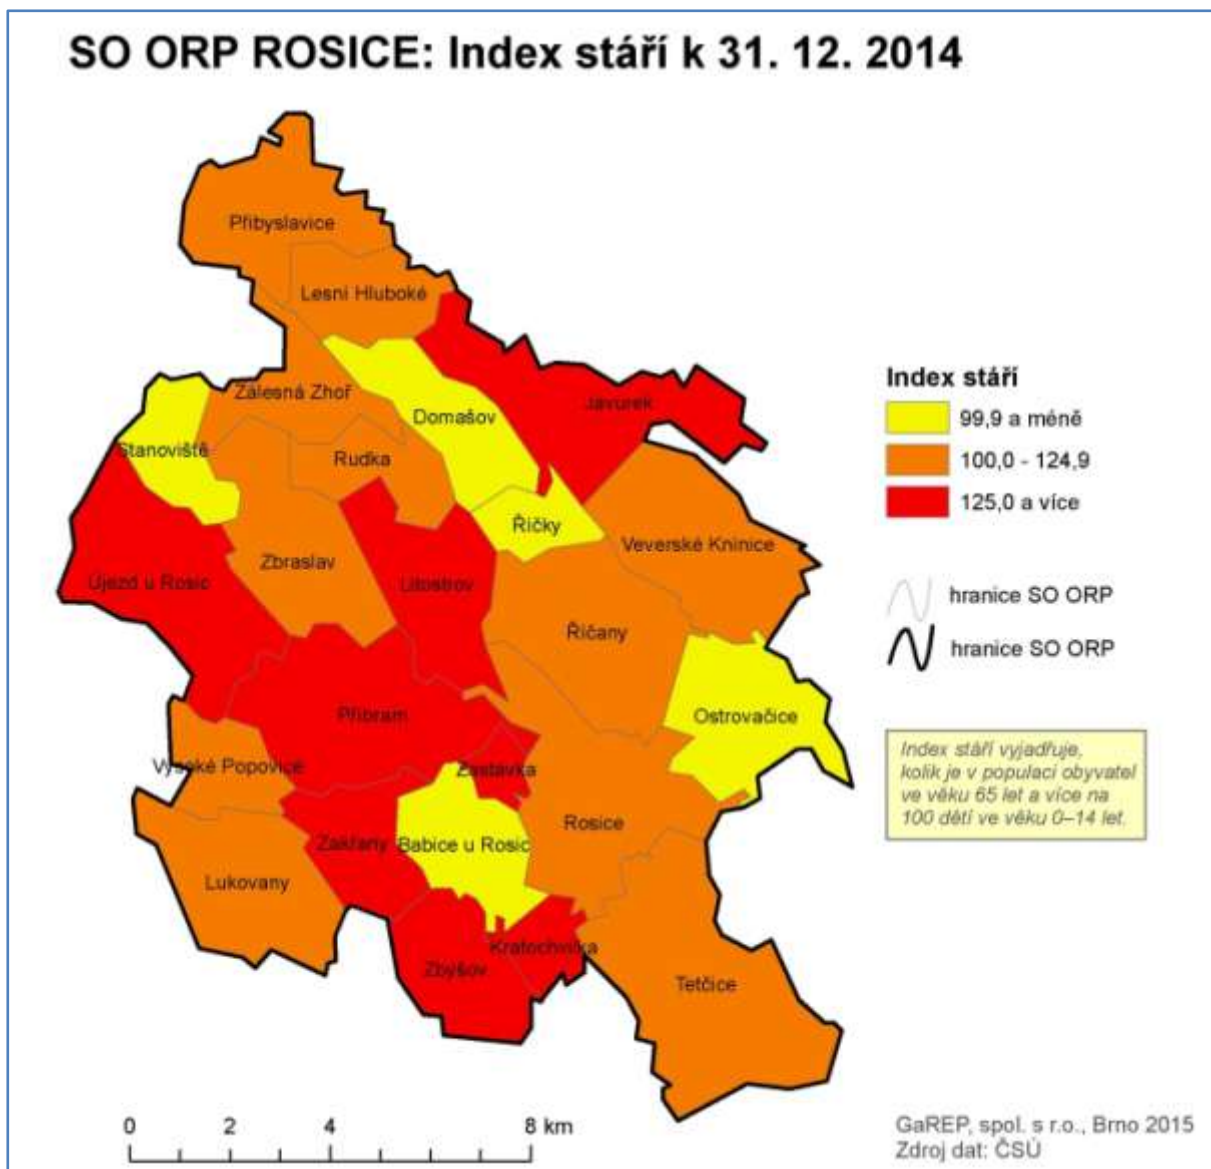 SO ORP ROSICE: Index stáří k 31. 12. 2014
Přibyslavice
Lesní Hluboké
Javůrek
Zálesná Zhoř
Domašov
Stanoviště
Rudka
Říčky
Veverské Knínice
Zbraslav
Újezd u Rosic
Litostrov
Říčany
Ostrovačice
Příbram
Vysoké Popovice
Zastávka
Rosice
Zakřany
Babice u Rosic
Lukovany
Kratochvilka
Zbýšov
Tetčice
Index stáří
99,9 a méně
100,0 - 124,9
125,0 a více
hranice SO ORP
hranice SO ORP
Index stáří vyjadřuje,
kolik je v populaci obyvatel
ve věku 65 let a více na
100 dětí ve věku 0–14 let.
0 2 4 8 km
GaREP, spol. s r.o., Brno 2015
Zdroj dat: ČSÚ